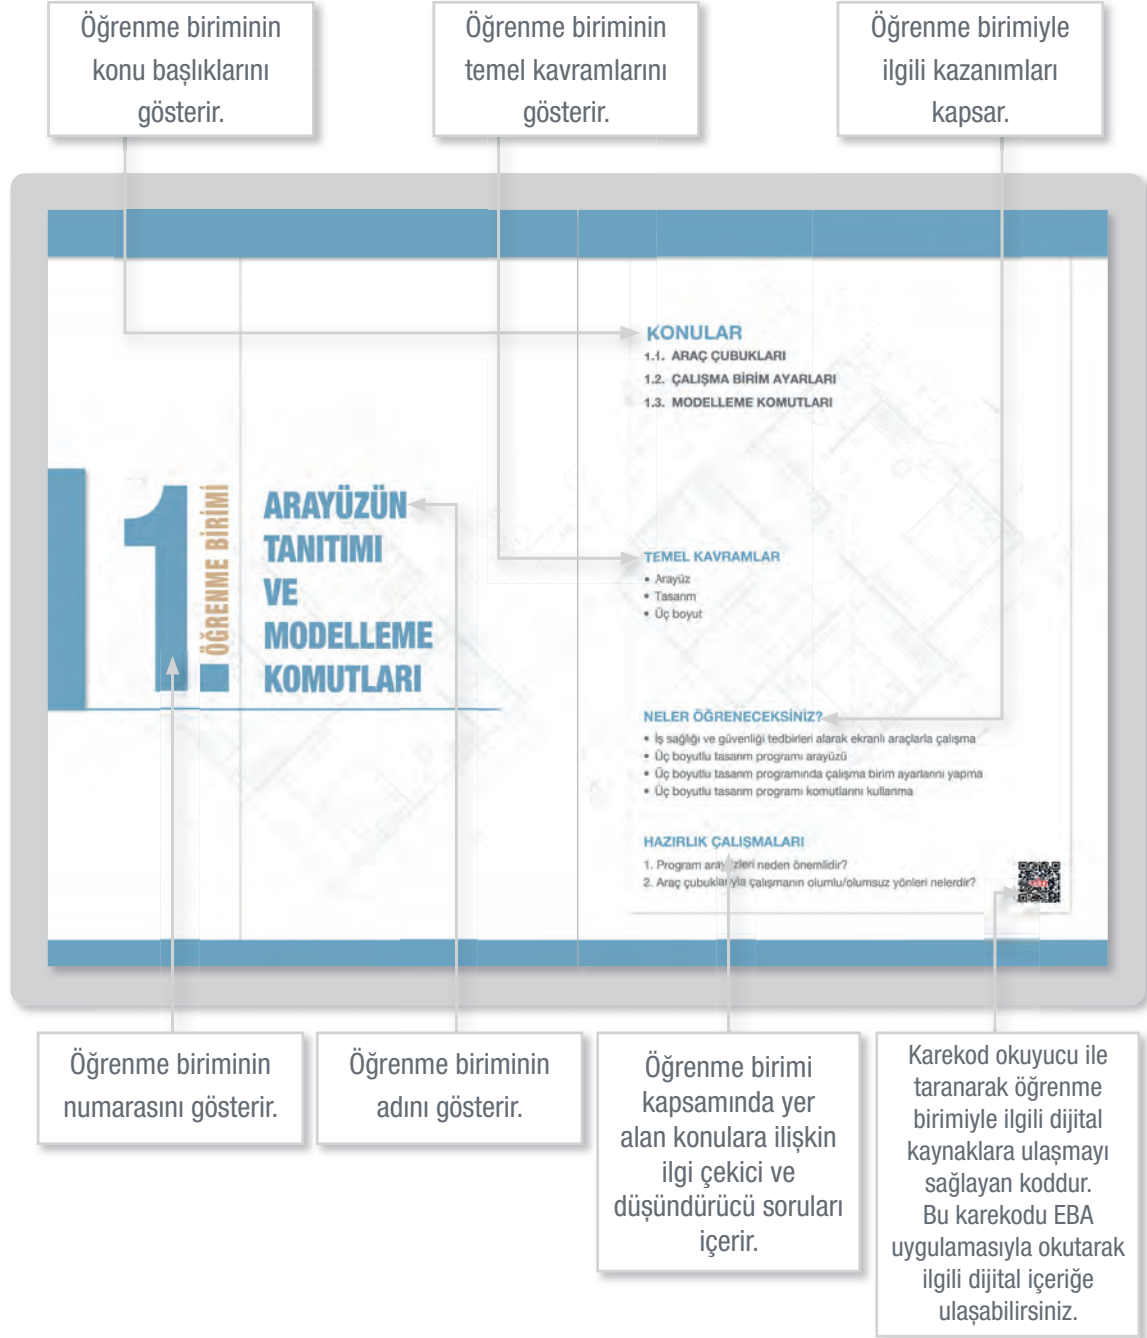 Öğrenme biriminin
konu başlıklarını
gösterir.
Öğrenme biriminin
temel kavramlarını
gösterir.
Öğrenme birimiyle
ilgili kazanımları
kapsar.
1.
ÖĞRENME BİRİMİ
ARAYÜZÜN
TANITIMI
VE
MODELLEME
KOMUTLARI
KONULAR
1.1. ARAÇ ÇUBUKLARI
1.2. ÇALIŞMA BİRİM AYARLARI
1.3. MODELLEME KOMUTLARI
TEMEL KAVRAMLAR
• Arayüz
• Tasarım
• Üç boyut
NELER ÖĞRENECEKSİNİZ?
• İş sağlığı ve güvenliği tedbirleri alarak ekranlı araçlarla çalışma
• Üç boyutlu tasarım programı arayüzü
• Üç boyutlu tasarım programında çalışma birim ayarlarını yapma
• Üç boyutlu tasarım programı komutlarını kullanma
HAZIRLIK ÇALIŞMALARI
1. Program arayüzleri neden önemlidir?
2. Araç çubuklarıyla çalışmanın olumlu/olumsuz yönleri nelerdir?
Öğrenme biriminin
numarasını gösterir.
Öğrenme biriminin
adını gösterir.
Öğrenme birimi
kapsamında yer
alan konulara ilişkin
ilgi çekici ve
düşündürücü soruları
içerir.
Karekod okuyucu ile
taranarak öğrenme
birimiyle ilgili dijital
kaynaklara ulaşmayı
sağlayan koddur.
Bu karekodu EBA
uygulamasıyla okutarak
ilgili dijital içeriğe
ulaşabilirsiniz.